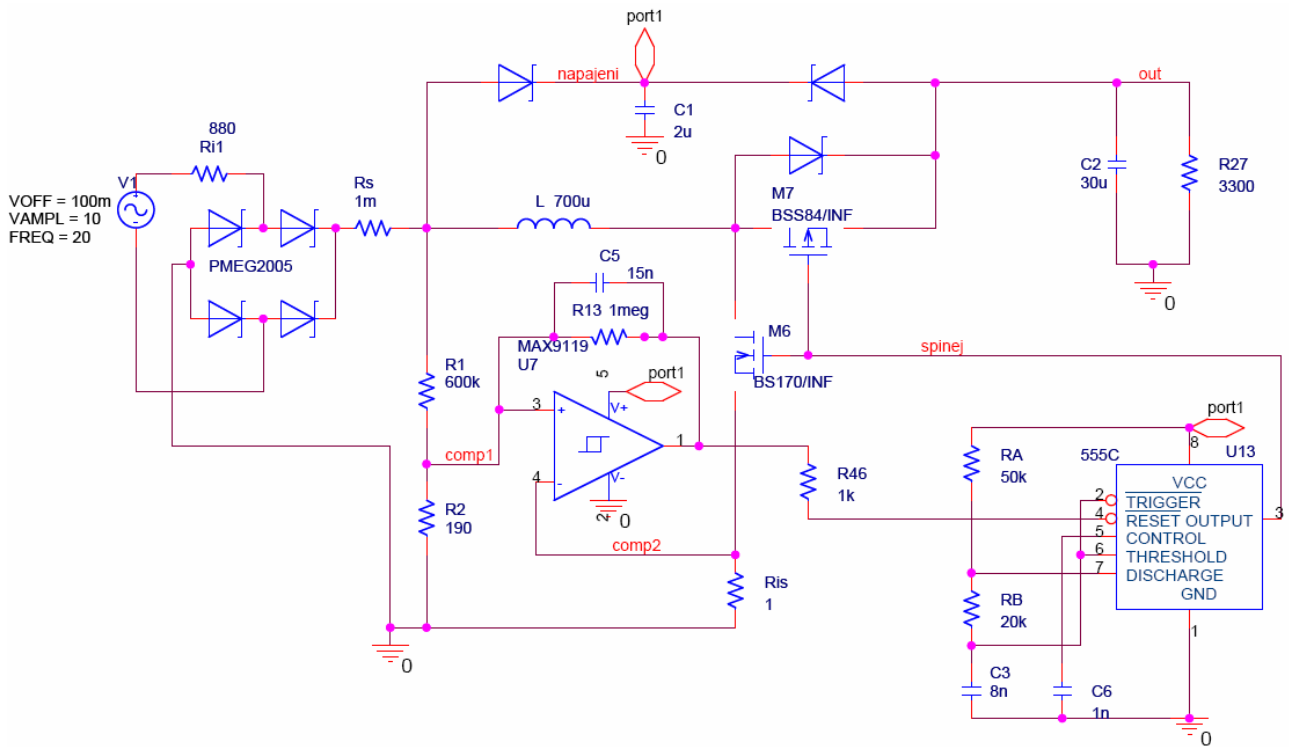 port1
napajeni
out
C1
2u
0
880
Ri1
V1
VOFF = 100m
VAMPL = 10
FREQ = 20
Rs
1m
PMEG2005
L 700u
M7
BSS84/INF
C2
30u
R27
3300
0
C5
15n
R13 1meg
MAX9119
U7
M6
BS170/INF
spinej
R1
600k
5
port1
3
+
V+
1
comp1
4
-
V-
2
0
R2
190
comp2
R46
1k
Ris
1
0
port1
8
555C
U13
RA
50k
VCC
2
TRIGGER
4
RESET OUTPUT
3
5
CONTROL
6
THRESHOLD
7
DISCHARGE
GND
RB
20k
1
C3
8n
C6
1n
0